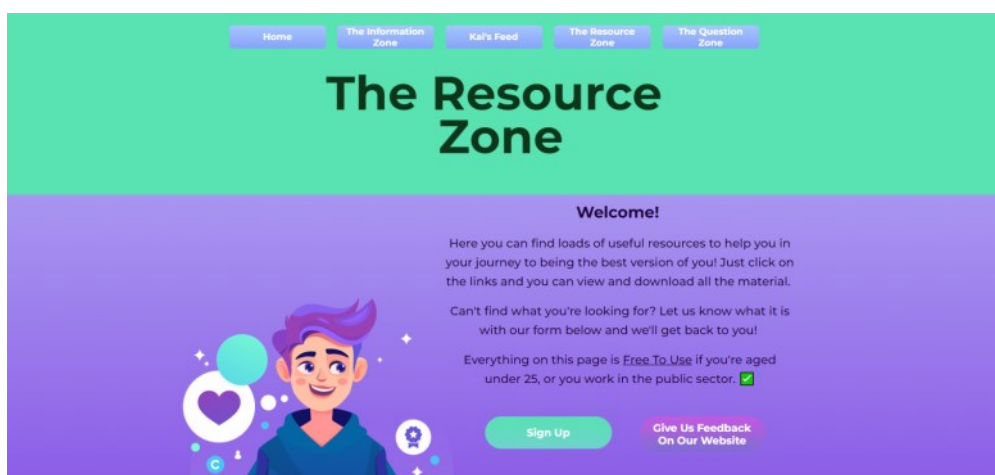 Home
The Information
Zone
Kai's Feed
The Resource
Zone
The Question
Zone
The Resource
Zone
Welcome!
Here you can find loads of useful resources to help you in
your journey to being the best version of you! Just click on
the links and you can view and download all the material.
Can't find what you're looking for? Let us know what it is
with our form below and we'll get back to you!
Everything on this page is Free To Use if you're aged
under 25, or you work in the public sector. ✅
Sign Up
Give Us Feedback
On Our Website
C